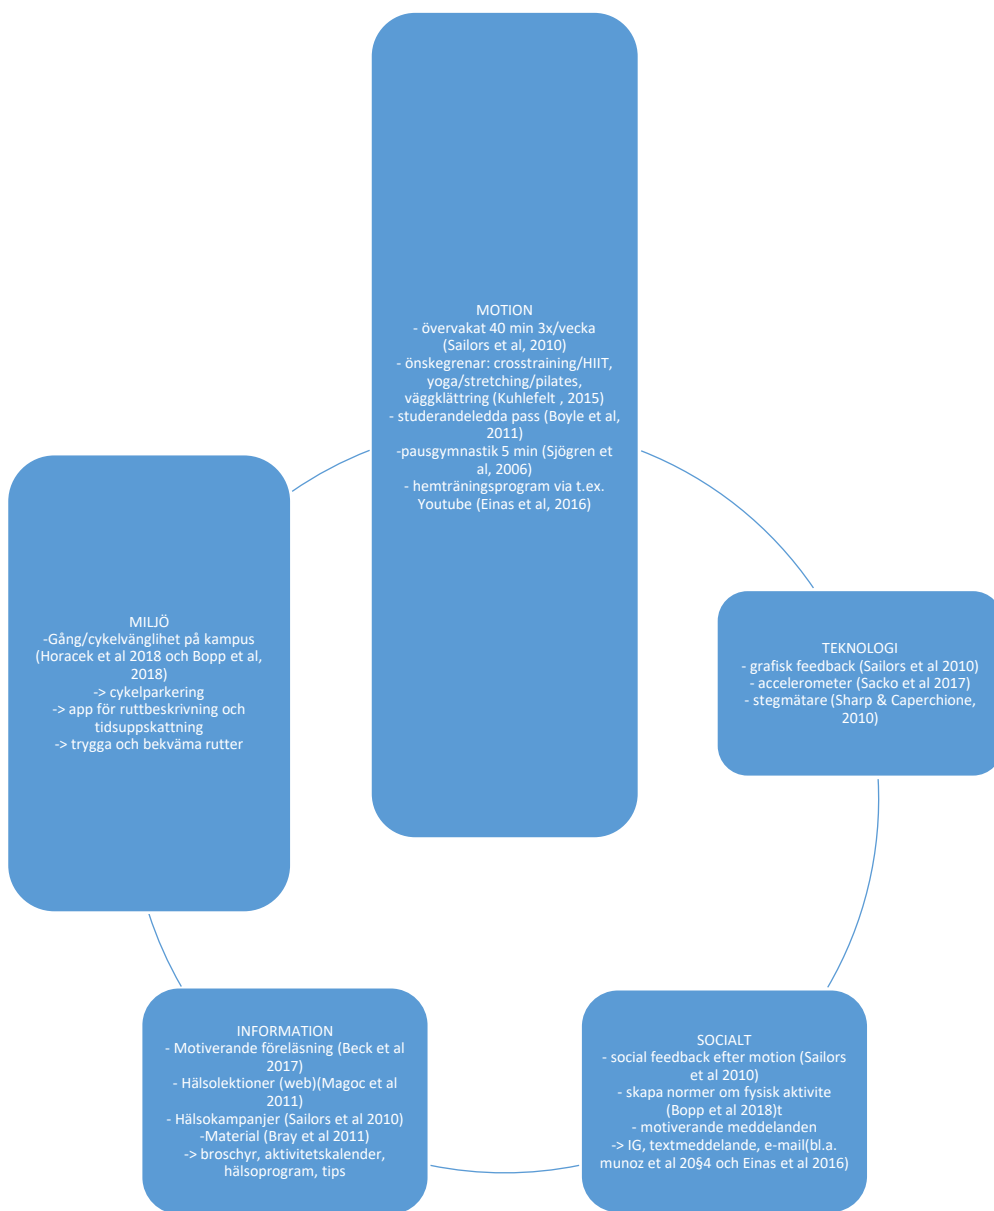 MOTION
- övervakat 40 min 3x/vecka
(Sailors et al, 2010)
- önskegrenar: crosstraining/HIIT,
yoga/stretching/pilates,
väggklättring (Kuhlefelt , 2015)
- studerandeledda pass (Boyle et al,
2011)
-pausgymnastik 5 min (Sjögren et
al, 2006)
- hemträningsprogram via t.ex.
Youtube (Einas et al, 2016)
TEKNOLOGI
- grafisk feedback (Sailors et al 2010)
- accelerometer (Sacko et al 2017)
- stegmätare (Sharp & Caperchione,
2010)
SOCIALT
- social feedback efter motion (Sailors
et al 2010)
- skapa normer om fysisk aktivite
(Bopp et al 2018)t
- motiverande meddelanden
-> IG, textmeddelande, e-mail(bl.a.
munoz et al 20§4 och Einas et al 2016)
INFORMATION
- Motiverande föreläsning (Beck et al
2017)
- Hälsolektioner (web)(Magoc et al
2011)
- Hälsokampanjer (Sailors et al 2010)
-Material (Bray et al 2011)
-> broschyr, aktivitetskalender,
hälsoprogram, tips
MILJÖ
-Gång/cykelvänglihet på kampus
(Horacek et al 2018 och Bopp et al,
2018)
-> cykelparkering
-> app för ruttbeskrivning och
tidsuppskattning
-> trygga och bekväma rutter